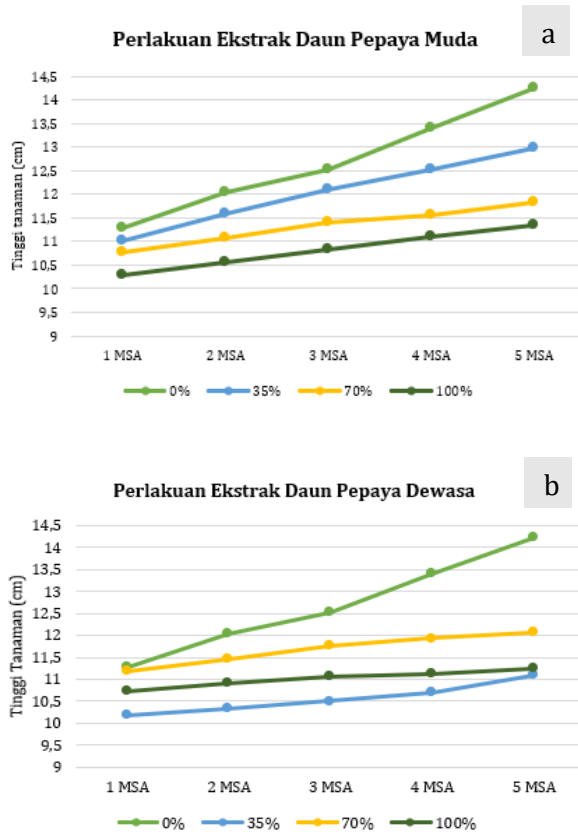 Perlakuan Ekstrak Daun Pepaya Muda
a
14,5
14
13,5
13
12,5
12
11,5
11
10,5
10
9,5
9
Tinggi tanaman (cm)
1 MSA 2 MSA 3 MSA 4 MSA 5 MSA
0% 35% 70% 100%
Perlakuan Ekstrak Daun Pepaya Dewasa
b
14,5
14
13,5
13
12,5
12
11,5
11
10,5
10
9,5
9
Tinggi Tanaman (cm)
1 MSA 2 MSA 3 MSA 4 MSA 5 MSA
0% 35% 70% 100%